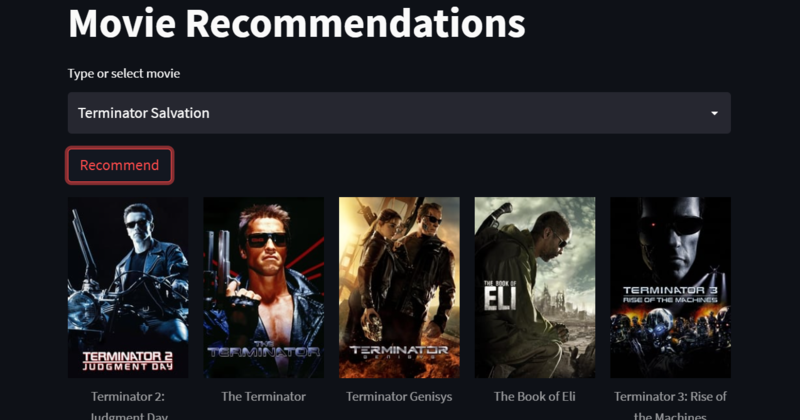 Movie Recommendations
Type or select movie
Terminator Salvation
Recommend
TERMINATOR 2
JUDGMENT DAY
THE
TERMINATOR
TERMINATOR
GENISYS
THE BOOK OF
ELI
TERMINATOR 3
RISE OF THE MACHINES
Terminator 2:
Judgment Day
The Terminator
Terminator Genisys
The Book of Eli
Terminator 3: Rise of
the Machines